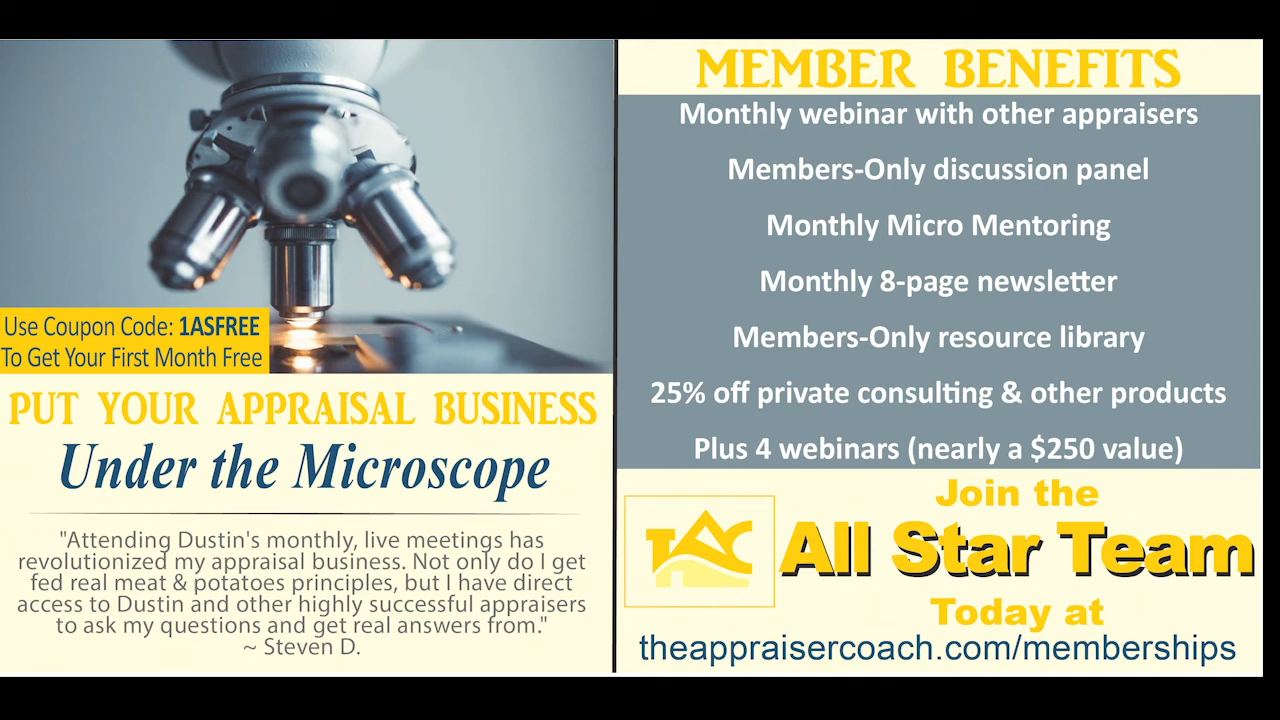 Use Coupon Code: 1ASFREE
To Get Your First Month Free
PUT YOUR APPRAISAL BUSINESS
Under the Microscope
"Attending Dustin's monthly, live meetings has
revolutionized my appraisal business. Not only do I get
fed real meat & potatoes principles, but I have direct
access to Dustin and other highly successful appraisers
to ask my questions and get real answers from."
~ Steven D.
MEMBER BENEFITS
Monthly webinar with other appraisers
Members-Only discussion panel
Monthly Micro Mentoring
Monthly 8-page newsletter
Members-Only resource library
25% off private consulting & other products
Plus 4 webinars (nearly a $250 value)
TAC
Join the
All Star Team
Today at
theappraisercoach.com/memberships